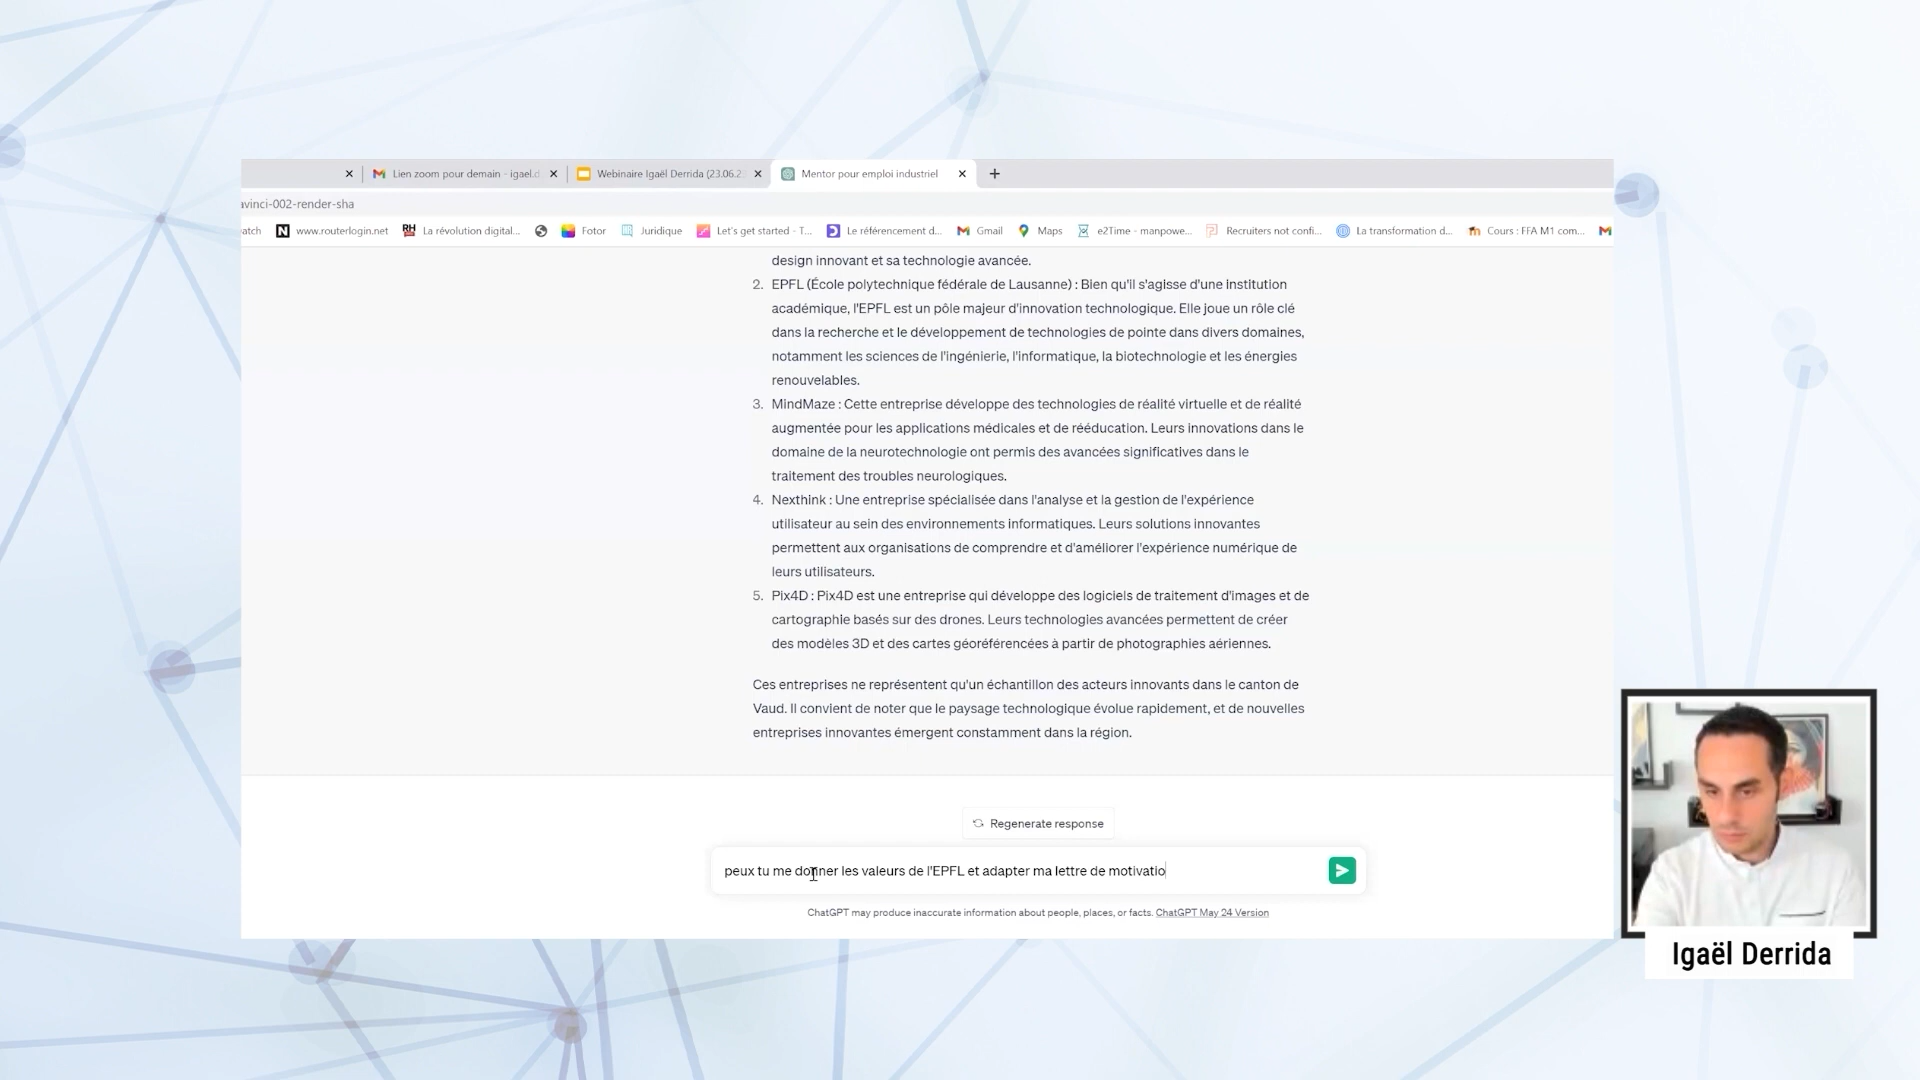 Lien zoom pour demain - igael.d
Webinaire Igaël Derrida (23.06.2
Mentor pour emploi industriel
avinci-002-render-sha
atch
www.routerlogin.net
La révolution digital...
Fotor
Juridique
Let's get started - T...
Le référencement d...
Gmail
Maps
e2Time - manpowe...
Recruiters not confi...
La transformation d...
Cours : FFA M1 com...
design innovant et sa technologie avancée.
2. EPFL (École polytechnique fédérale de Lausanne) : Bien qu'il s'agisse d'une institution
académique, l'EPFL est un pôle majeur d'innovation technologique. Elle joue un rôle clé
dans la recherche et le développement de technologies de pointe dans divers domaines,
notamment les sciences de l'ingénierie, l'informatique, la biotechnologie et les énergies
renouvelables.
3. MindMaze : Cette entreprise développe des technologies de réalité virtuelle et de réalité
augmentée pour les applications médicales et de rééducation. Leurs innovations dans le
domaine de la neurotechnologie ont permis des avancées significatives dans le
traitement des troubles neurologiques.
4. Nexthink : Une entreprise spécialisée dans l'analyse et la gestion de l'expérience
utilisateur au sein des environnements informatiques. Leurs solutions innovantes
permettent aux organisations de comprendre et d'améliorer l'expérience numérique de
leurs utilisateurs.
5. Pix4D : Pix4D est une entreprise qui développe des logiciels de traitement d'images et de
cartographie basés sur des drones. Leurs technologies avancées permettent de créer
des modèles 3D et des cartes géoréférencées à partir de photographies aériennes.
Ces entreprises ne représentent qu'un échantillon des acteurs innovants dans le canton de
Vaud. Il convient de noter que le paysage technologique évolue rapidement, et de nouvelles
entreprises innovantes émergent constamment dans la région.
Regenerate response
peux tu me donner les valeurs de l'EPFL et adapter ma lettre de motivatio
ChatGPT may produce inaccurate information about people, places, or facts. ChatGPT May 24 Version
Igaël Derrida